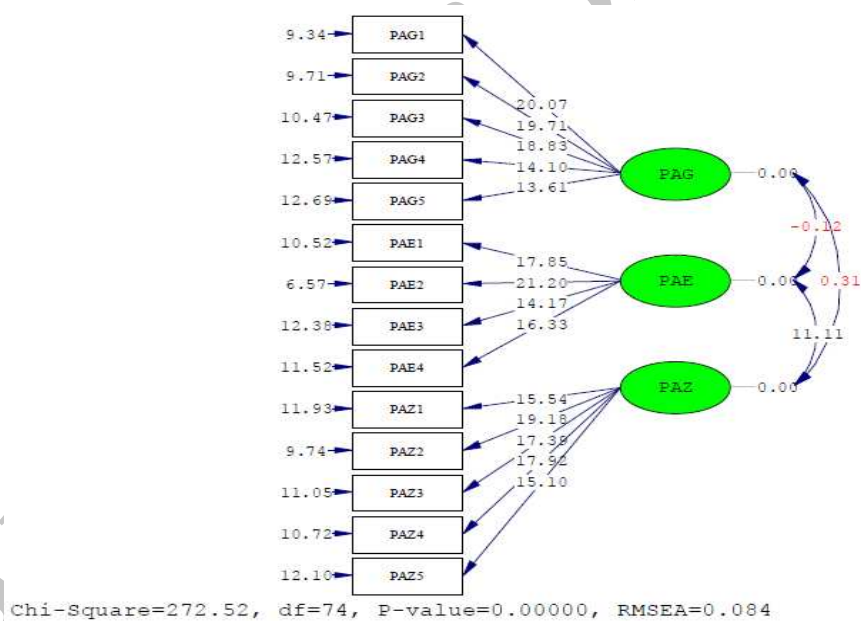 9.34 PAG1
9.71 PAG2
20.07
10.47 PAG3
19.71
18.83
12.57 PAG4
14.10
PAG 0.00
12.69 PAG5
13.61
-0.12
10.52 PAE1
17.85
6.57 PAE2
21.20
PAE 0.00 0.31
14.17
12.38 PAE3
16.33
11.11
11.52 PAE4
PAZ 0.00
15.54
11.93 PAZ1
19.18
9.74 PAZ2
17.39
17.92
11.05 PAZ3
15.10
10.72 PAZ4
12.10 PAZ5
Chi-Square=272.52, df=74, P-value=0.00000, RMSEA=0.084